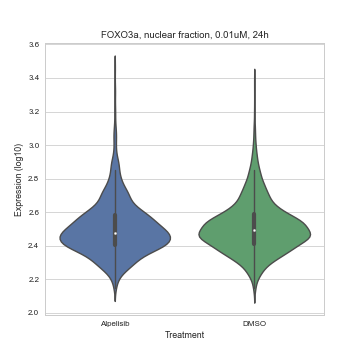 FOXO3a, nuclear fraction, 0.01uM, 24h
3.6
3.4
3.2
3.0
2.8
2.6
2.4
2.2
2.0
Expression (log10)
Alpelisib
DMSO
Treatment